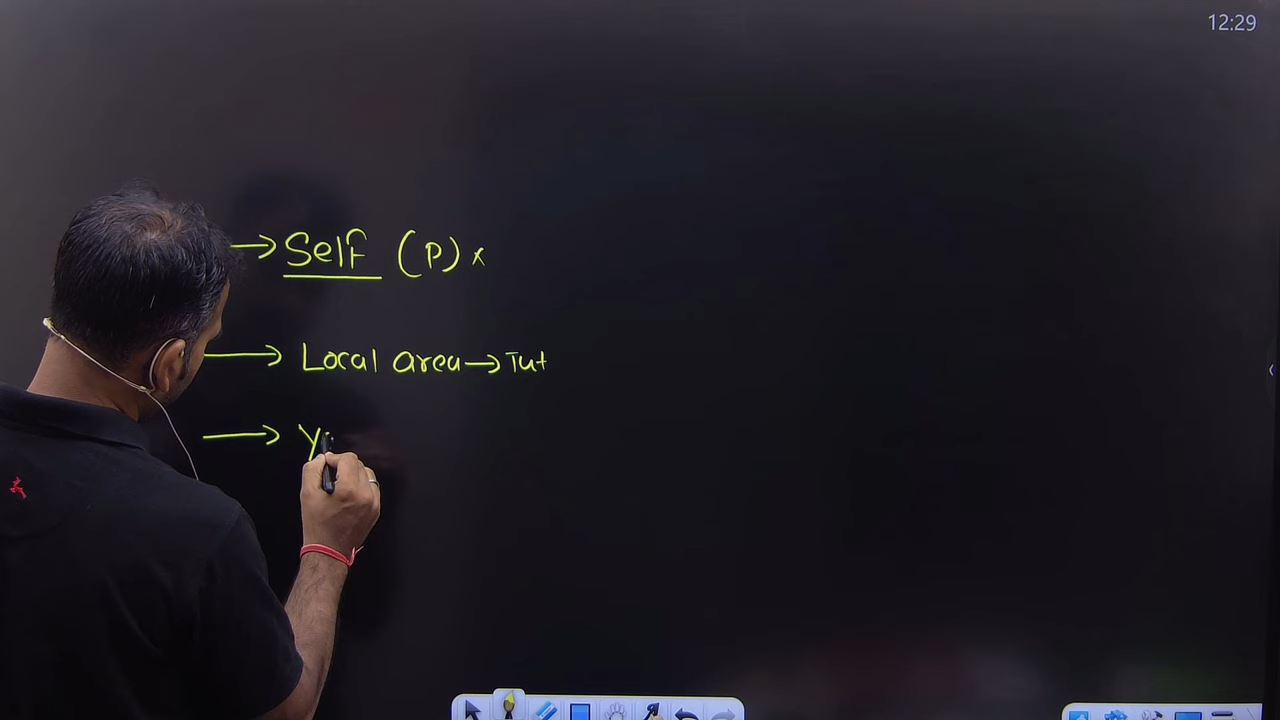 12:29
→ Self (P) ×
→ Local area → Tut
→ Y